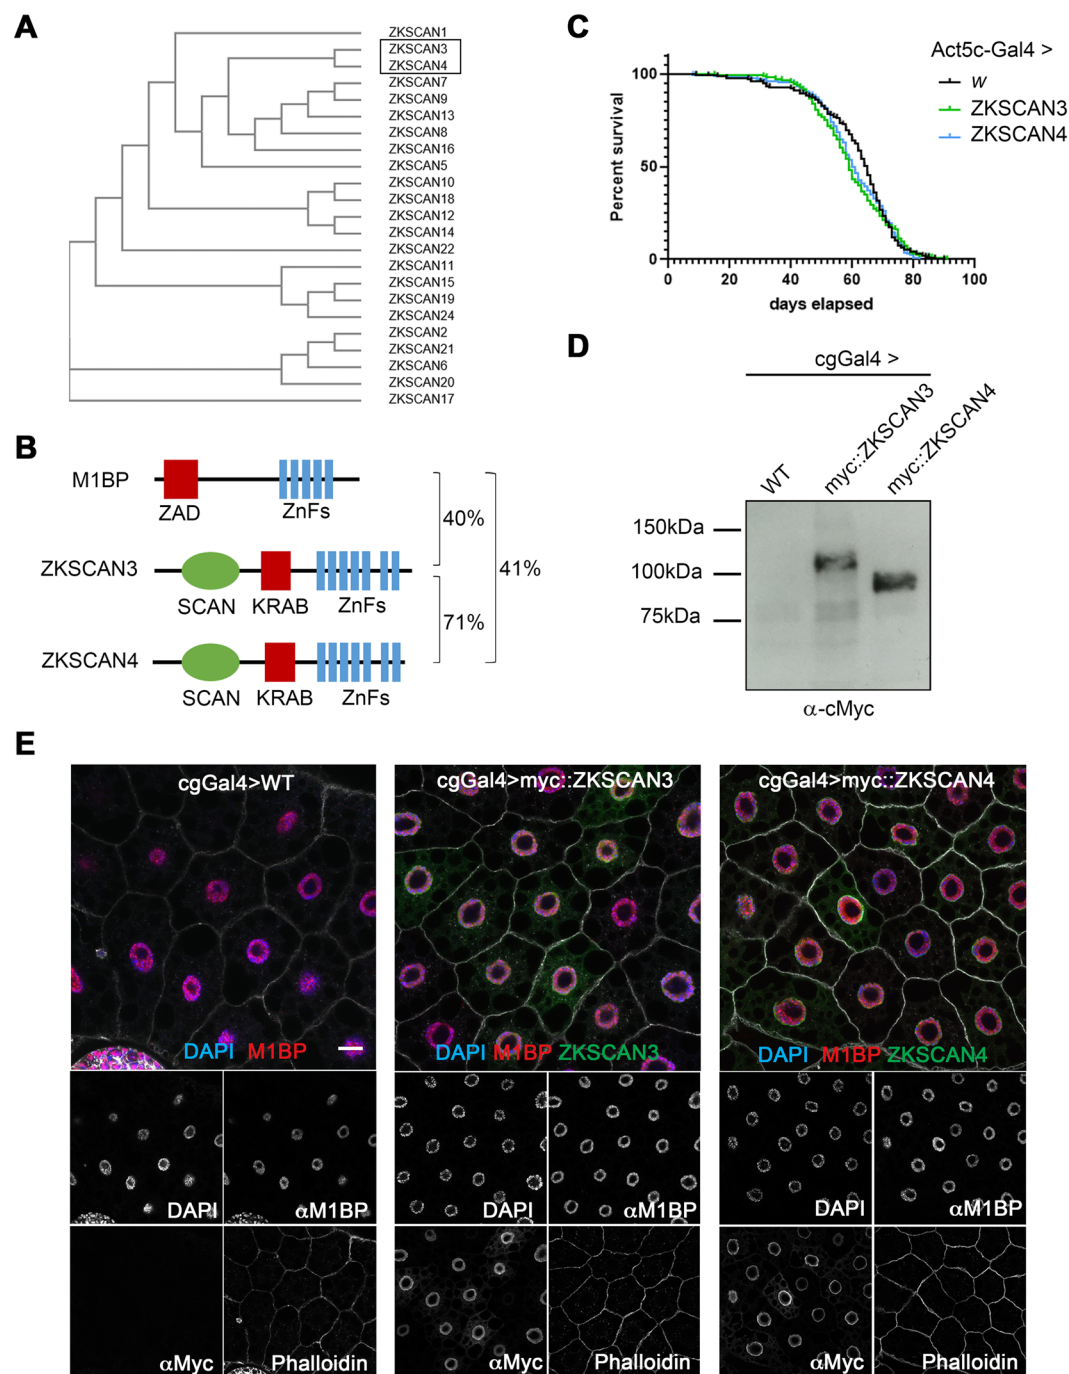 A
ZKSCAN1
ZKSCAN3
ZKSCAN4
ZKSCAN7
ZKSCAN9
ZKSCAN13
ZKSCAN8
ZKSCAN16
ZKSCAN5
ZKSCAN10
ZKSCAN18
ZKSCAN12
ZKSCAN14
ZKSCAN22
ZKSCAN11
ZKSCAN15
ZKSCAN19
ZKSCAN24
ZKSCAN2
ZKSCAN21
ZKSCAN6
ZKSCAN20
ZKSCAN17
B
M1BP
ZAD
ZnFs
ZKSCAN3
SCAN
KRAB
ZnFs
ZKSCAN4
SCAN
KRAB
ZnFs
40%
71%
41%
C
Act5c-Gal4 >
w
ZKSCAN3
ZKSCAN4
Percent survival
100
50
0
0 20 40 60 80 100
days elapsed
D
cgGal4 >
WT
myc::ZKSCAN3
myc::ZKSCAN4
150kDa
100kDa
75kDa
α-cMyc
E
cgGal4>WT
DAPI M1BP
DAPI
αM1BP
αMyc
Phalloidin
cgGal4>myc::ZKSCAN3
DAPI M1BP ZKSCAN3
DAPI
αM1BP
αMyc
Phalloidin
cgGal4>myc::ZKSCAN4
DAPI M1BP ZKSCAN4
DAPI
αM1BP
αMyc
Phalloidin